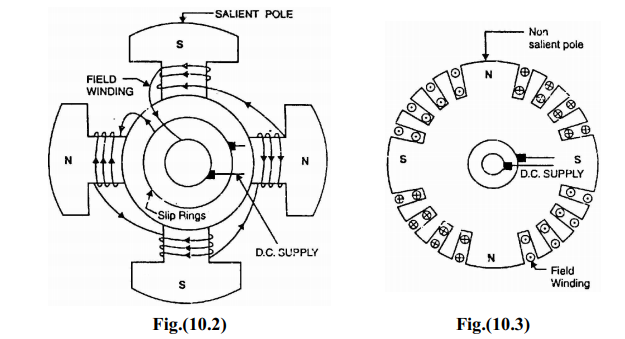 SALIENT POLE
S
FIELD
WINDING
N
N
Slip Rings
D.C. SUPPLY
S
Fig.(10.2)
Non
salient pole
N
S
S
D.C. SUPPLY
N
Field
Winding
Fig.(10.3)